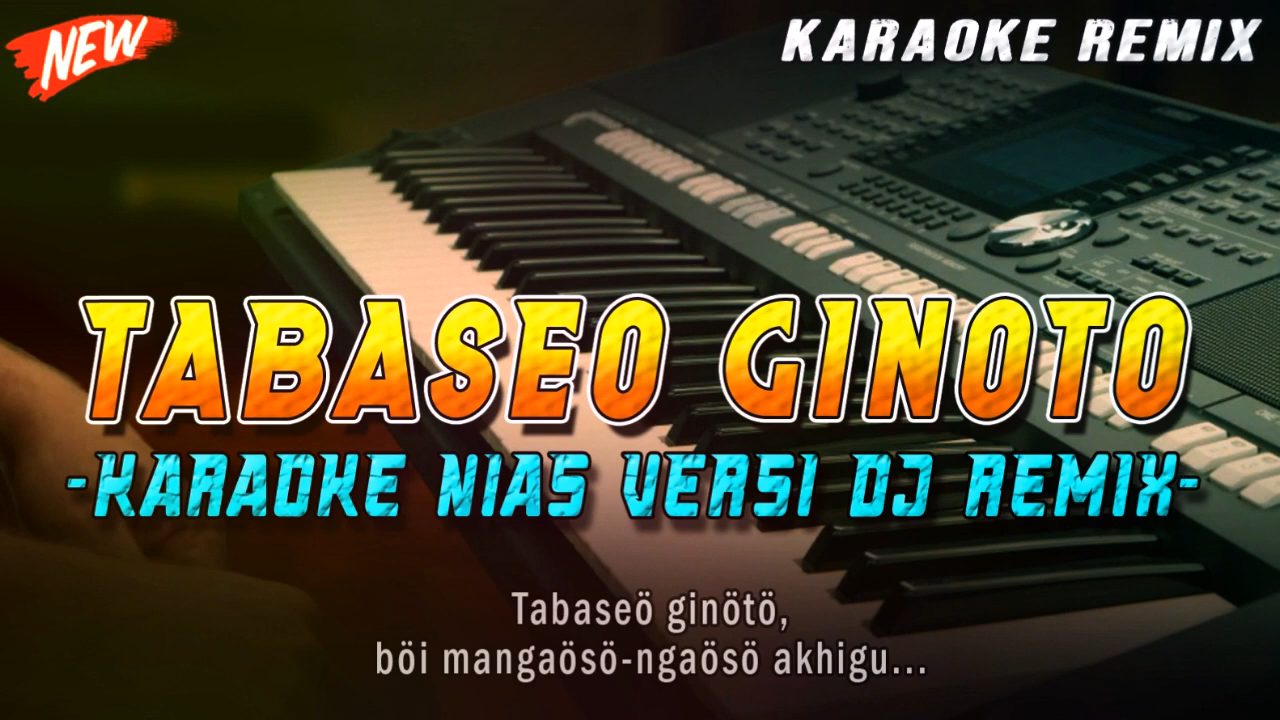 NEW
KARAOKE REMIX
TABASEO GINOTO
-KARAOKE NIAS VERSI DJ REMIX-
Tabaseö ginötö,
böi mangaösö-ngaösö akhigu...